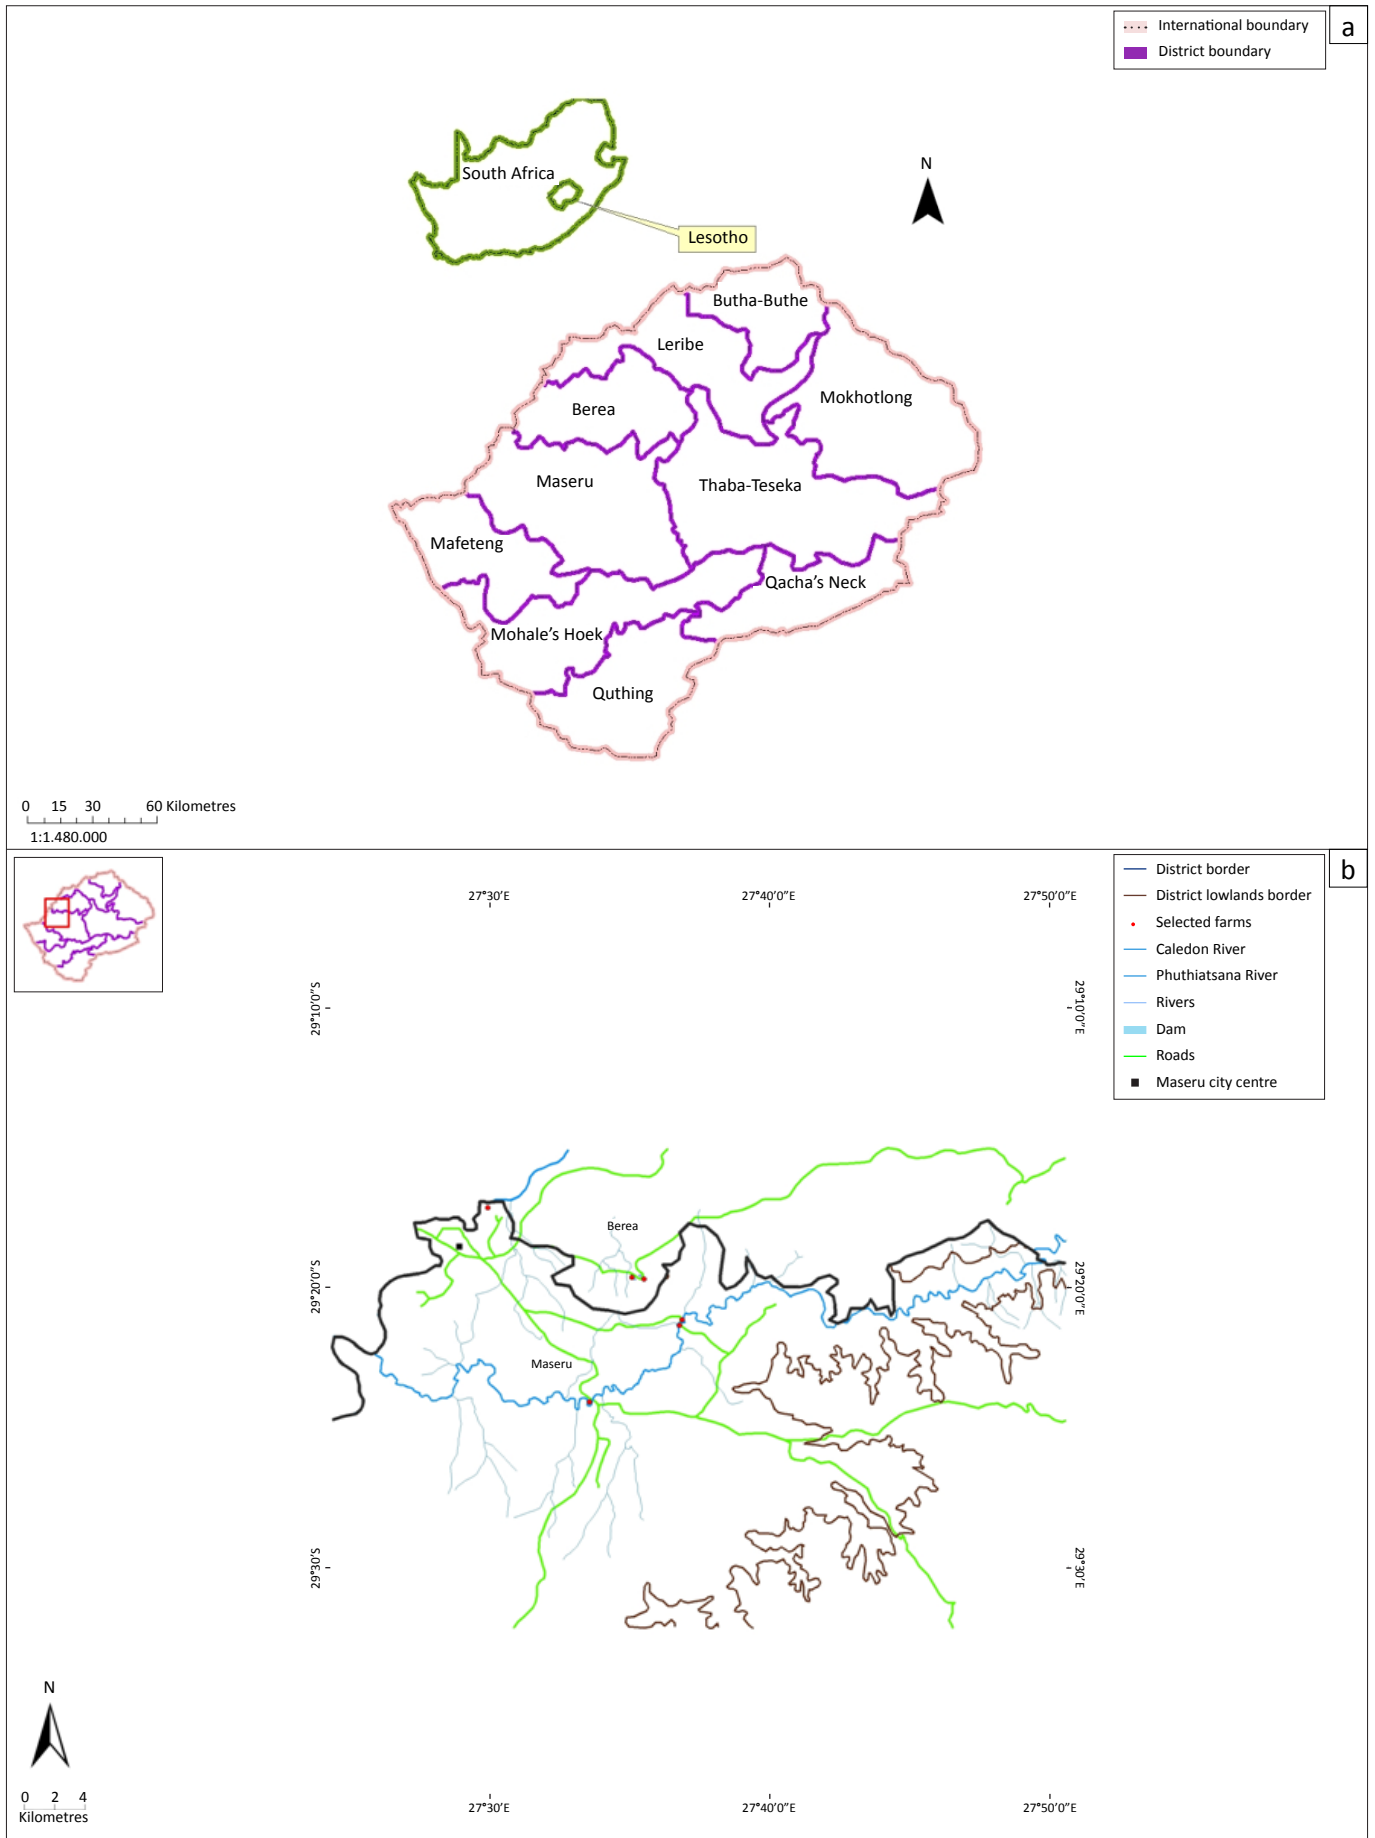 a
International boundary
District boundary
South Africa
N
Lesotho
Butha-Buthe
Leribe
Mokhotlong
Berea
Maseru
Thaba-Teseka
Mafeteng
Qacha’s Neck
Mohale’s Hoek
Quthing
0 15 30 60 Kilometres
1:1.480.000
b
District border
District lowlands border
Selected farms
Caledon River
Phuthiatsana River
Rivers
Dam
Roads
Maseru city centre
27°30’E 27°40’0’’E 27°50’0’’E
29°10’0’’S 29°10’0’’E
Berea
29°20’0’’S 29°20’0’’E
Maseru
29°30’S 29°30’E
N
0 2 4
Kilometres
27°30’E 27°40’0’’E 27°50’0’’E